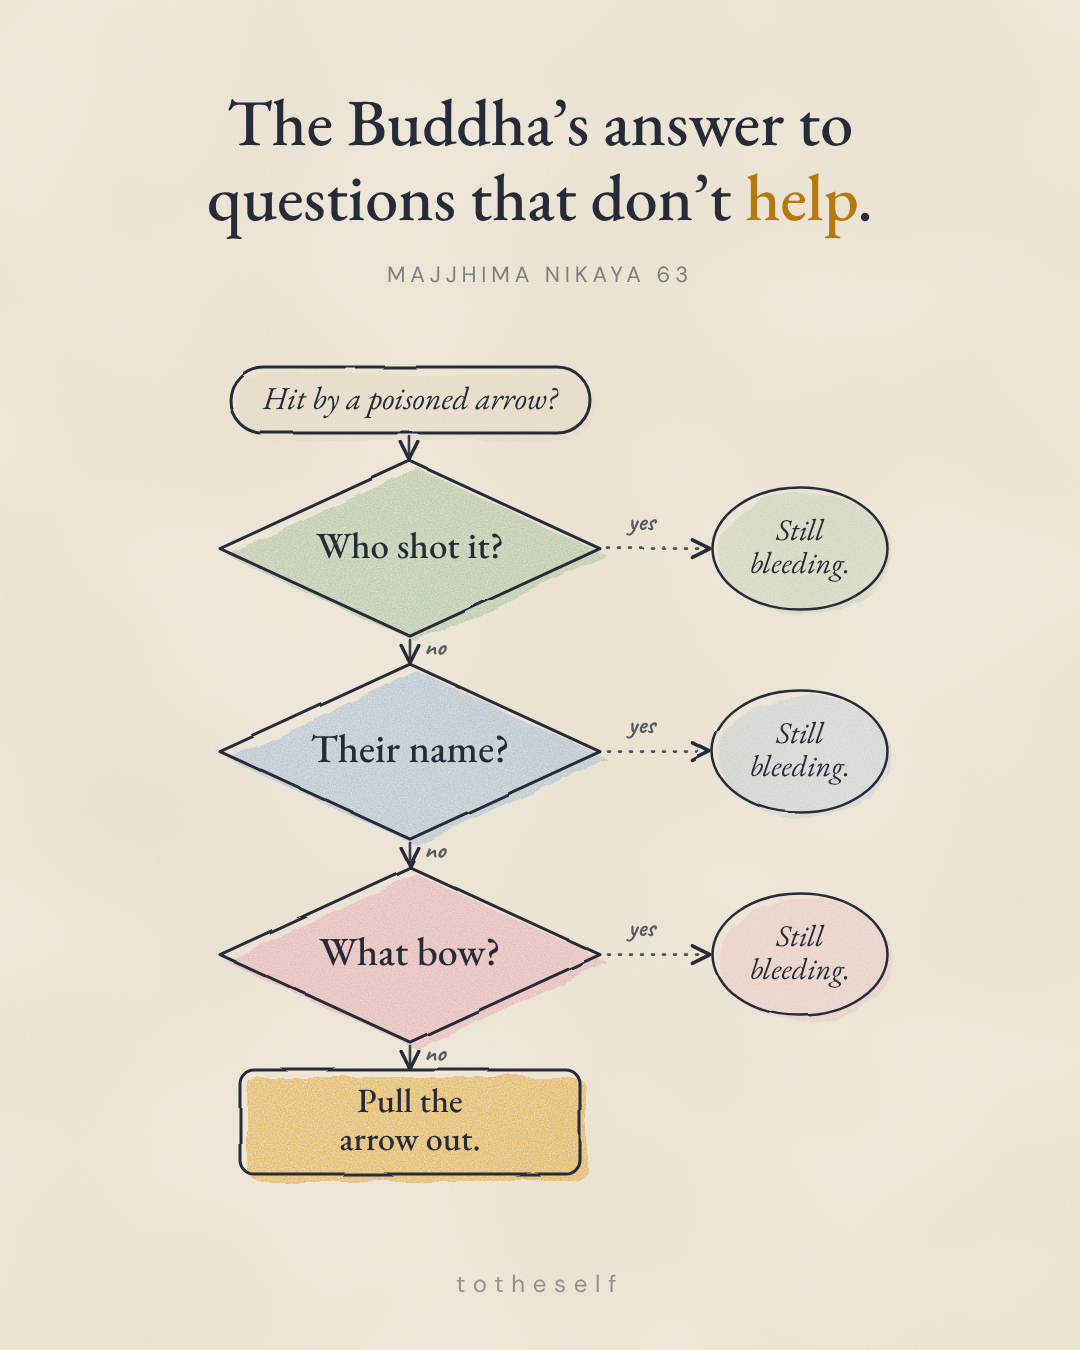 The Buddha’s answer to
questions that don’t help.
MAJJHIMA NIKAYA 63
Hit by a poisoned arrow?
Who shot it?
yes
Still
bleeding.
no
Their name?
yes
Still
bleeding.
no
What bow?
yes
Still
bleeding.
no
Pull the
arrow out.
totheself